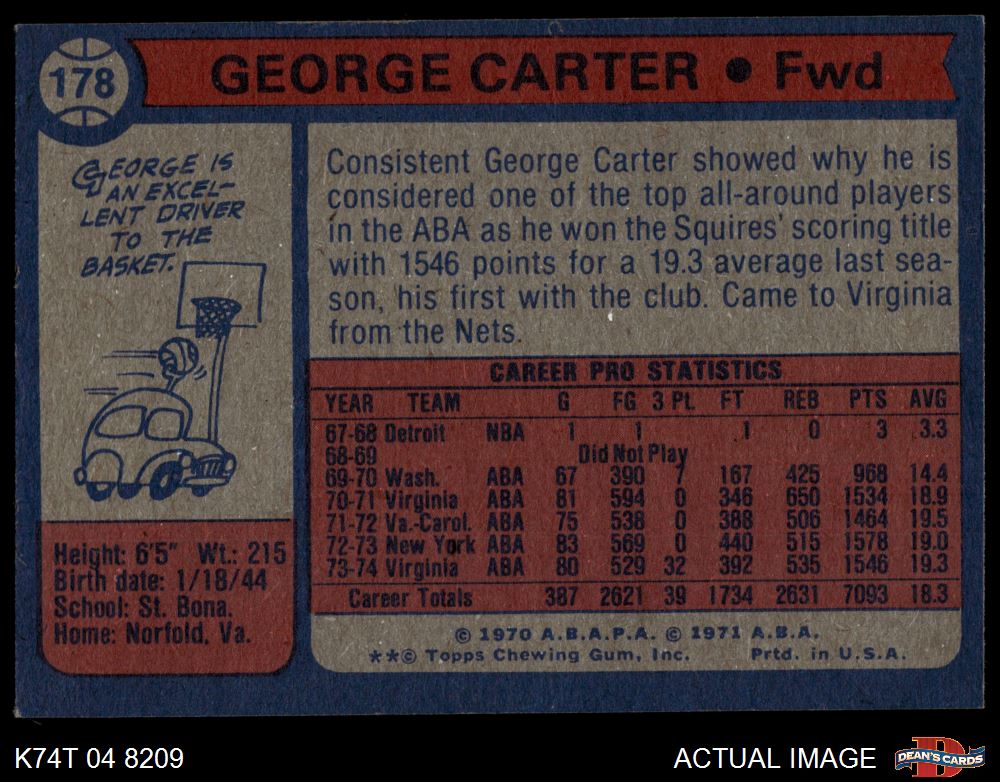 178
GEORGE CARTER • Fwd
GEORGE IS
AN EXCEL-
LENT DRIVER
TO THE
BASKET.
Consistent George Carter showed why he is
considered one of the top all-around players
in the ABA as he won the Squires' scoring title
with 1546 points for a 19.3 average last sea-
son, his first with the club. Came to Virginia
from the Nets.
CAREER PRO STATISTICS
YEAR TEAM G FG 3 PL FT REB PTS AVG
67-68 Detroit NBA 1 1 1 0 3 3.3
68-69 Did Not Play
69-70 Wash. ABA 67 390 7 167 425 968 14.4
70-71 Virginia ABA 81 594 0 346 650 1534 18.9
71-72 Va.-Carol. ABA 75 538 0 388 506 1464 19.5
72-73 New York ABA 83 569 0 440 515 1578 19.0
73-74 Virginia ABA 80 529 32 392 535 1546 19.3
Career Totals 387 2621 39 1734 2631 7093 18.3
Height: 6'5" Wt.: 215
Birth date: 1/18/44
School: St. Bona.
Home: Norfold, Va.
© 1970 A.B.A.P.A. © 1971 A.B.A.
**© Topps Chewing Gum, Inc. Prtd. in U.S.A.
K74T 04 8209
ACTUAL IMAGE
D
DEAN'S CARDS